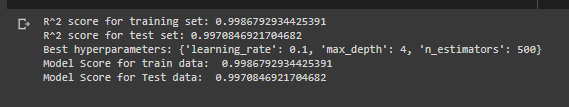 R^2 score for training set: 0.9986792934425391
R^2 score for test set: 0.9970846921704682
Best hyperparameters: {'learning_rate': 0.1, 'max_depth': 4, 'n_estimators': 500}
Model Score for train data:  0.9986792934425391
Model Score for Test data:  0.9970846921704682